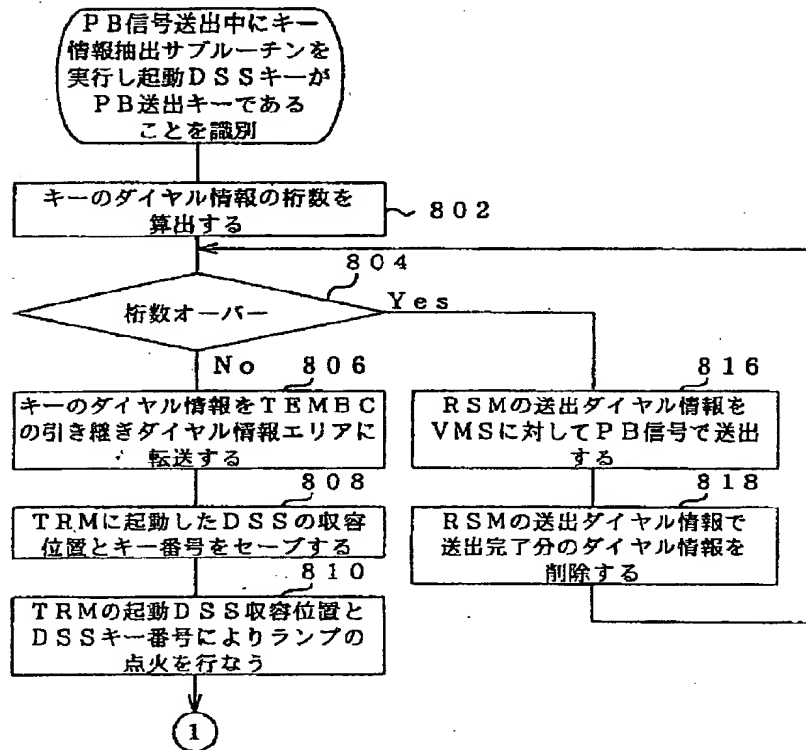 PB信号送出中にキー
情報抽出サブルーチンを
実行し起動DSSキーが
PB送出キーである
ことを識別
キーのダイヤル情報の桁数を
算出する
802
804
桁数オーバー
Yes
No
806
キーのダイヤル情報をTEMBC
の引き継ぎダイヤル情報エリアに
転送する
808
TRMに起動したDSSの収容
位置とキー番号をセーブする
810
TRMの起動DSS収容位置と
DSSキー番号によりランプの
点火を行なう
1
816
RSMの送出ダイヤル情報を
VMSに対してPB信号で送出
する
818
RSMの送出ダイヤル情報で
送出完了分のダイヤル情報を
削除する